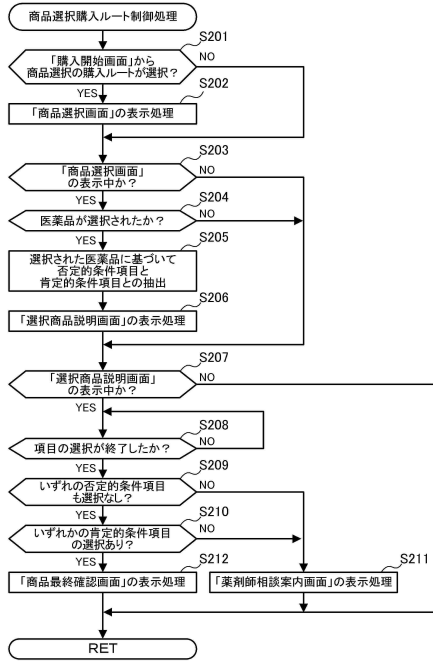 商品選択購入ルート制御処理
S201
「購入開始画面」から
商品選択の購入ルートが選択?
NO
YES
S202
「商品選択画面」の表示処理
S203
「商品選択画面」
の表示中か?
NO
YES
S204
医薬品が選択されたか?
NO
YES
S205
選択された医薬品に基づいて
否定的条件項目と
肯定的条件項目との抽出
S206
「選択商品説明画面」の表示処理
S207
「選択商品説明画面」
の表示中か?
NO
YES
S208
項目の選択が終了したか?
NO
YES
S209
いずれの否定的条件項目
も選択なし?
NO
YES
S210
いずれかの肯定的条件項目
の選択あり?
NO
YES
S212
「商品最終確認画面」の表示処理
S211
「薬剤師相談案内画面」の表示処理
RET